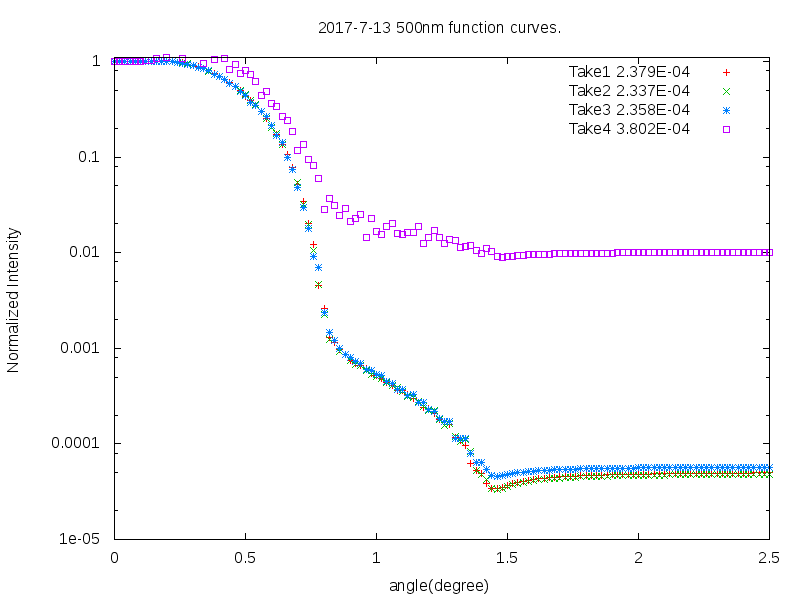 2017-7-13 500nm function curves.
Take1 2.379E-04
Take2 2.337E-04
Take3 2.358E-04
Take4 3.802E-04
1
0.1
0.01
0.001
0.0001
1e-05
Normalized Intensity
0 0.5 1 1.5 2 2.5
angle(degree)